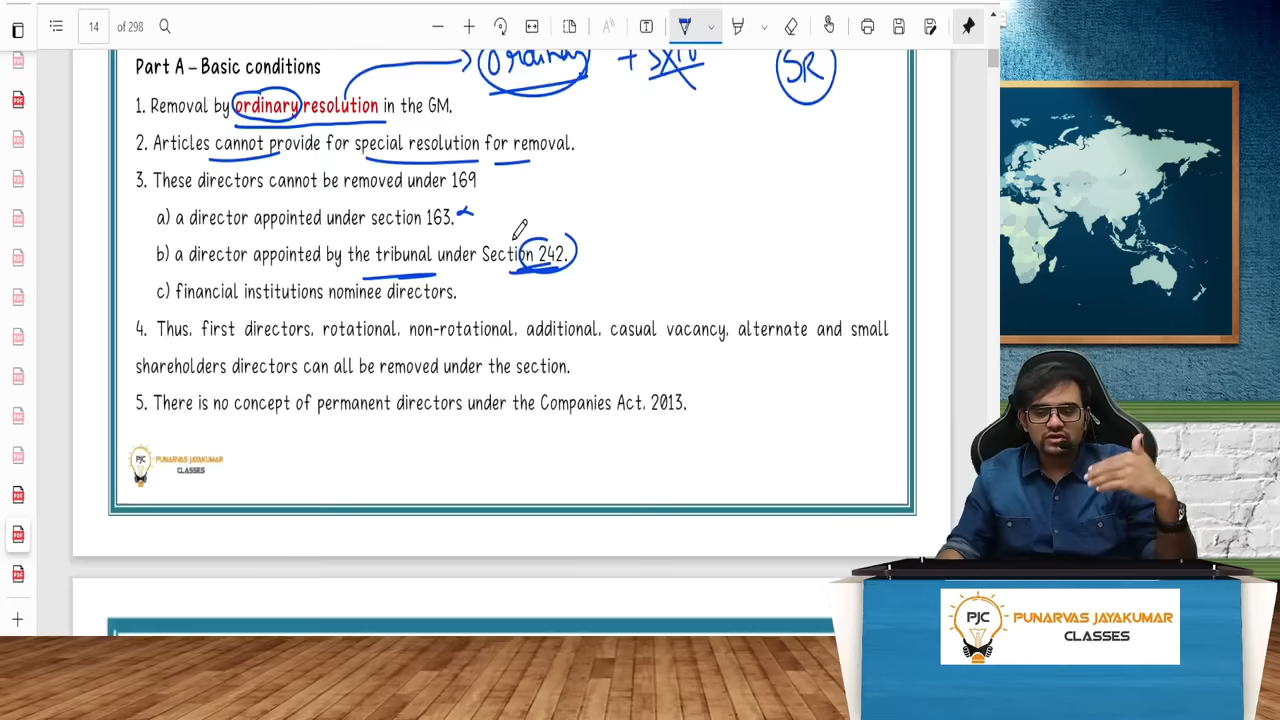 14 of 298
ordinary + SR
Part A – Basic conditions
1. Removal by ordinary resolution in the GM.
2. Articles cannot provide for special resolution for removal.
3. These directors cannot be removed under 169
a) a director appointed under section 163.
b) a director appointed by the tribunal under Section 242.
c) financial institutions nominee directors.
4. Thus, first directors, rotational, non-rotational, additional, casual vacancy, alternate and small
shareholders directors can all be removed under the section.
5. There is no concept of permanent directors under the Companies Act, 2013.
PJC PUNARVAS JAYAKUMAR
CLASSES
PJC PUNARVAS JAYAKUMAR
CLASSES